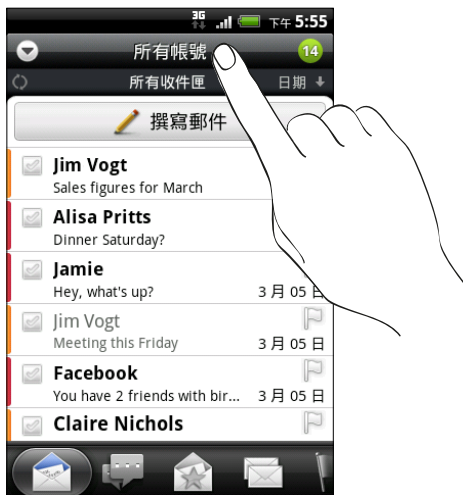 3G 下午 5:55
所有帳號 14
所有收件匣 日期
撰寫郵件
Jim Vogt
Sales figures for March
Alisa Pritts
Dinner Saturday?
Jamie
Hey, what's up? 3 月 05 日
Jim Vogt
Meeting this Friday 3 月 05 日
Facebook
You have 2 friends with bir... 3 月 05 日
Claire Nichols